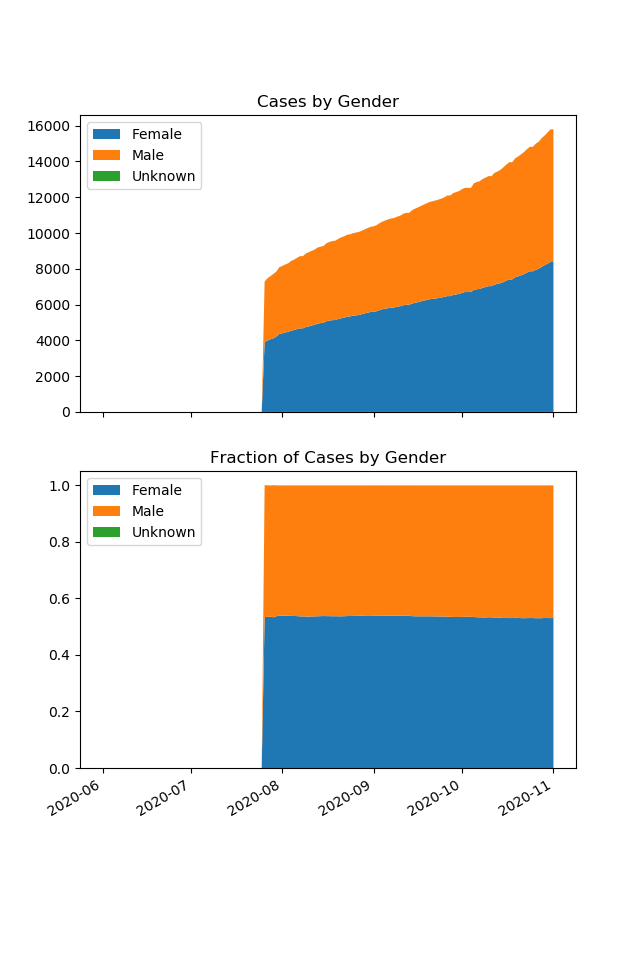 Cases by Gender
Female
Male
Unknown
16000
14000
12000
10000
8000
6000
4000
2000
0
Fraction of Cases by Gender
Female
Male
Unknown
1.0
0.8
0.6
0.4
0.2
0.0
2020-06 2020-07 2020-08 2020-09 2020-10 2020-11